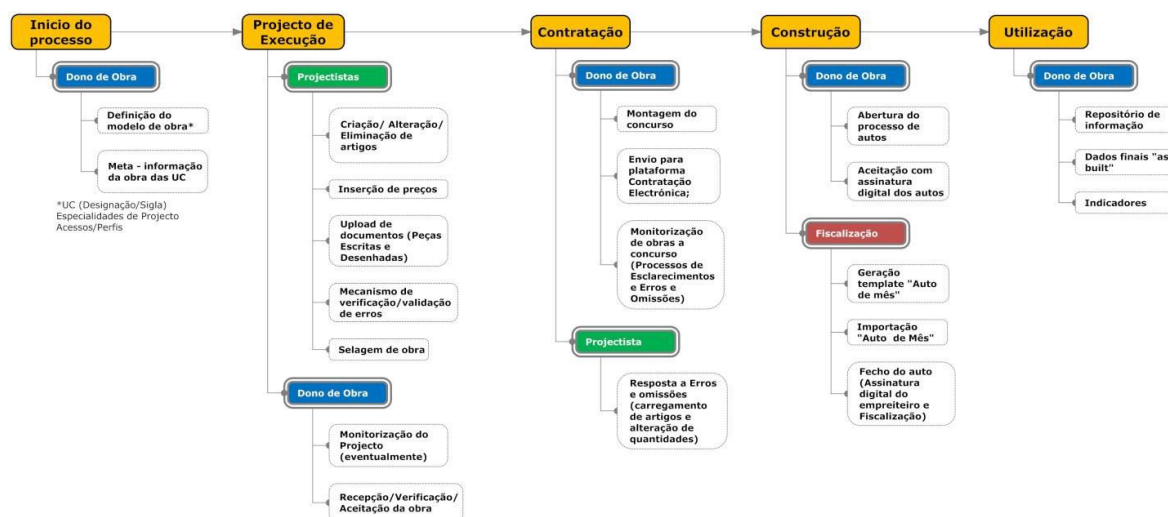 Inicio do
processo
Projecto de
Execução
Contratação
Construção
Utilização
Dono de Obra
Definição do
modelo de obra*
Meta - informação
da obra das UC
*UC (Designação/Sigla)
Especialidades de Projecto
Acessos/Perfis
Projectistas
Criação/ Alteração/
Eliminação de
artigos
Inserção de preços
Upload de
documentos (Peças
Escritas e
Desenhadas)
Mecanismo de
verificação/validação
de erros
Selagem de obra
Dono de Obra
Monitorização do
Projecto
(eventualmente)
Recepção/Verificação/
Aceitação da obra
Dono de Obra
Montagem do
concurso
Envio para
plataforma
Contratação
Electrónica;
Monitorização
de obras a
concurso
(Processos de
Esclarecimentos
e Erros e
Omissões)
Projectista
Resposta a Erros
e omissões
(carregamento
de artigos e
alteração de
quantidades)
Dono de Obra
Abertura do
processo de
autos
Aceitação com
assinatura
digital dos autos
Fiscalização
Geração
template "Auto
de mês"
Importação
"Auto de Mês"
Fecho do auto
(Assinatura
digital do
empreiteiro e
Fiscalização)
Dono de Obra
Repositório de
informação
Dados finais "as
built"
Indicadores